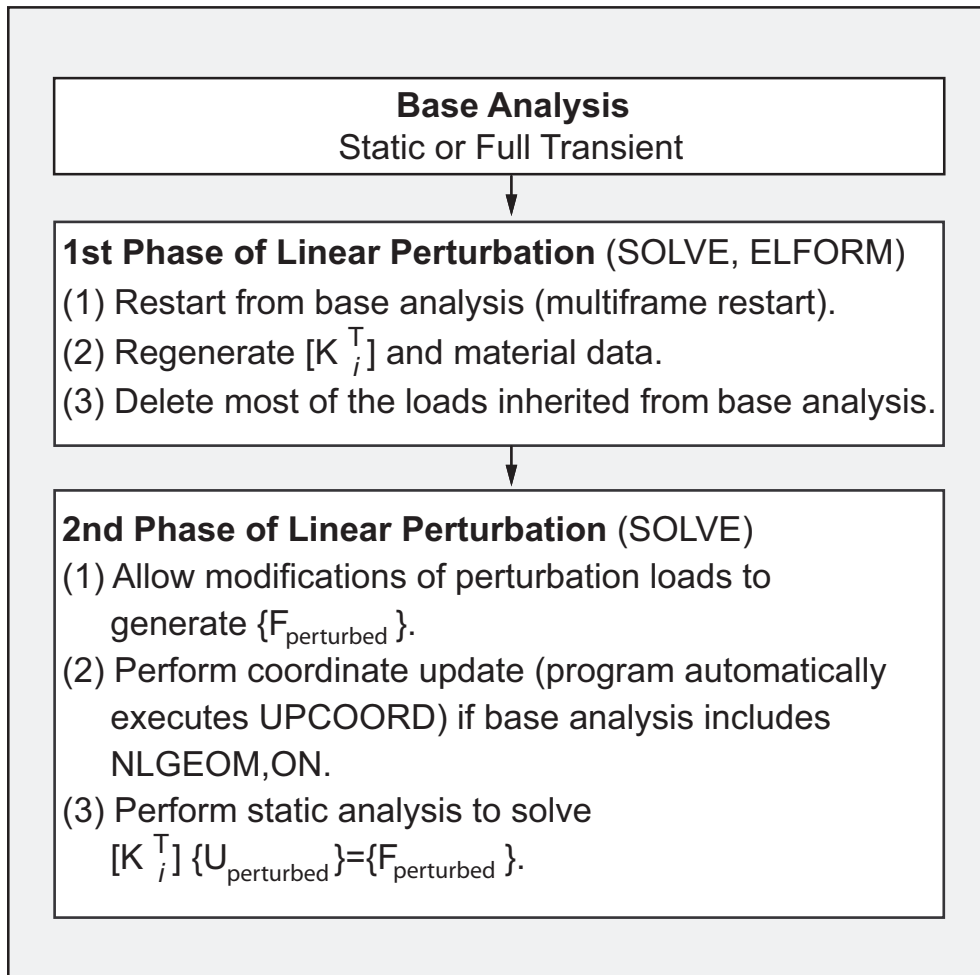 Base Analysis
Static or Full Transient
1st Phase of Linear Perturbation (SOLVE, ELFORM)
(1) Restart from base analysis (multiframe restart).
(2) Regenerate [K T i] and material data.
(3) Delete most of the loads inherited from base analysis.
2nd Phase of Linear Perturbation (SOLVE)
(1) Allow modifications of perturbation loads to
generate {Fperturbed }.
(2) Perform coordinate update (program automatically
executes UPCOORD) if base analysis includes
NLGEOM,ON.
(3) Perform static analysis to solve
[K T i] {Uperturbed}={Fperturbed }.